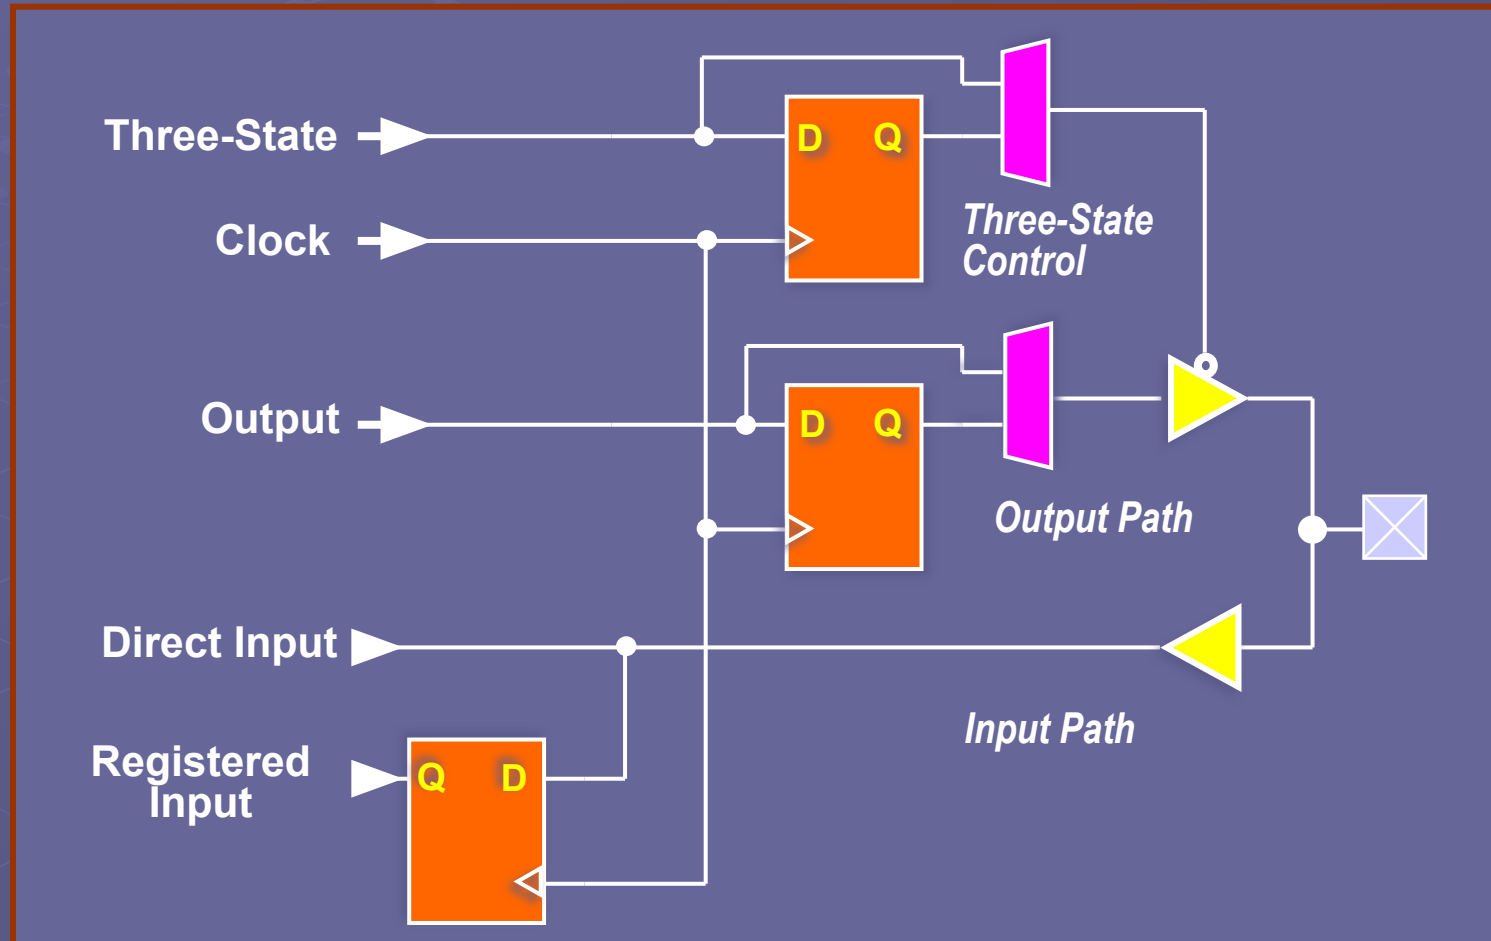 Three-State
D Q
Clock
Three-State
Control
Output
D Q
Output Path
Direct Input
Input Path
Registered
Input
Q D